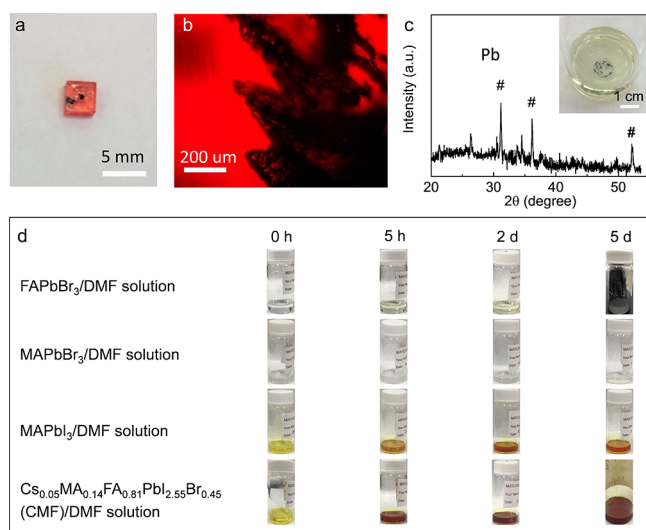 a
5 mm
b
200 um
c
Intensity (a.u.)
Pb
#
#
#
1 cm
20 30 40 50
2θ (degree)
d
0 h 5 h 2 d 5 d
FAPbBr₃/DMF solution
MAPbBr₃/DMF solution
MAPbI₃/DMF solution
Cs₀.₀₅MA₀.₁₄FA₀.₈₁PbI₂.₅₅Br₀.₄₅
(CMF)/DMF solution